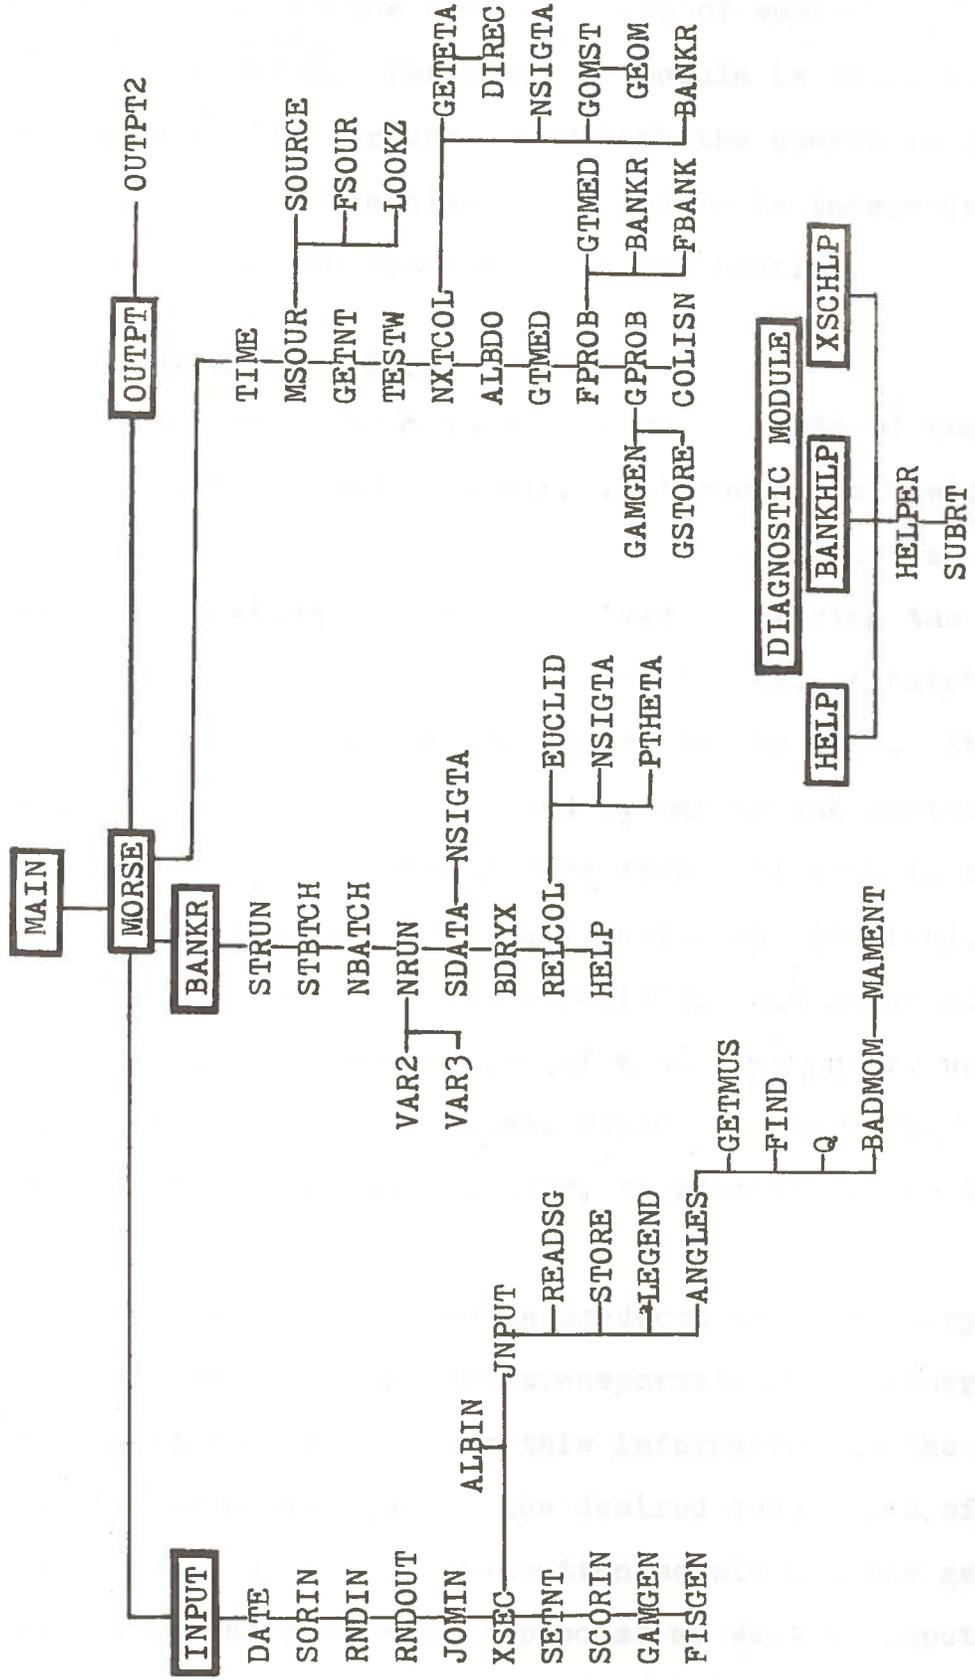 MAIN
MORSE
OUTPT
OUTPT2
INPUT
DATE
SORIN
RNDIN
RNDOUT
JOMIN
XSEC
SETNT
SORN
GAMGEN
FISGEN
ALBIN
JNPUT
READSG
STORE
LEGEND
ANGLES
GETMUS
FIND
Q
BADMOM
MAMENT
BANKR
STRUN
STBTCH
NBATCH
NRUN
VAR2
VAR3
SDATA
NSIGTA
BDRYX
RELCOL
HELP
EUCLID
NSIGTA
PTHETA
TIME
MSOUR
SOURCE
FSOUR
LOOKZ
GETNT
TESTW
NXTCOL
GETETA
DIREC
NSIGTA
GOMST
GEOM
BANKR
ALBDO
GTMED
FPROB
GTMED
BANKR
FBANK
GPROB
GAMGEN
GSTORE
COLISN
DIAGNOSTIC MODULE
HELP
BANKHLP
XSCHLP
HELPER
SUBRT